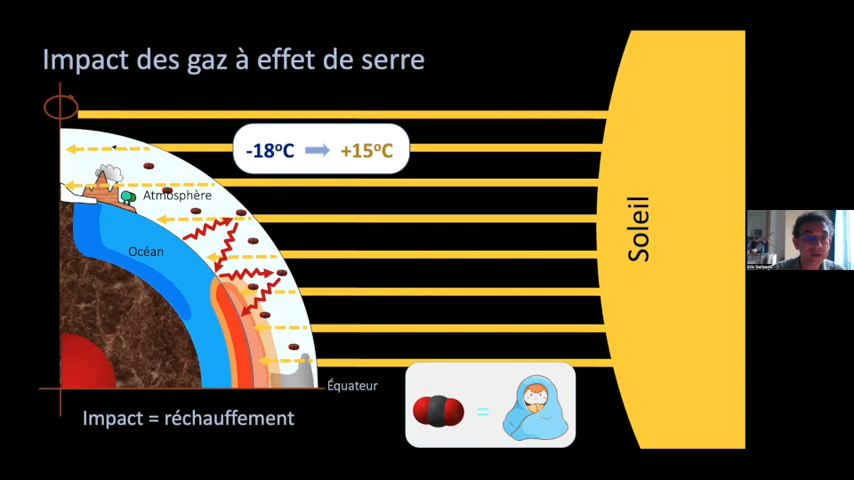 Impact des gaz à effet de serre
-18°C
+15°C
Atmosphère
Océan
Soleil
Équateur
=
Impact = réchauffement